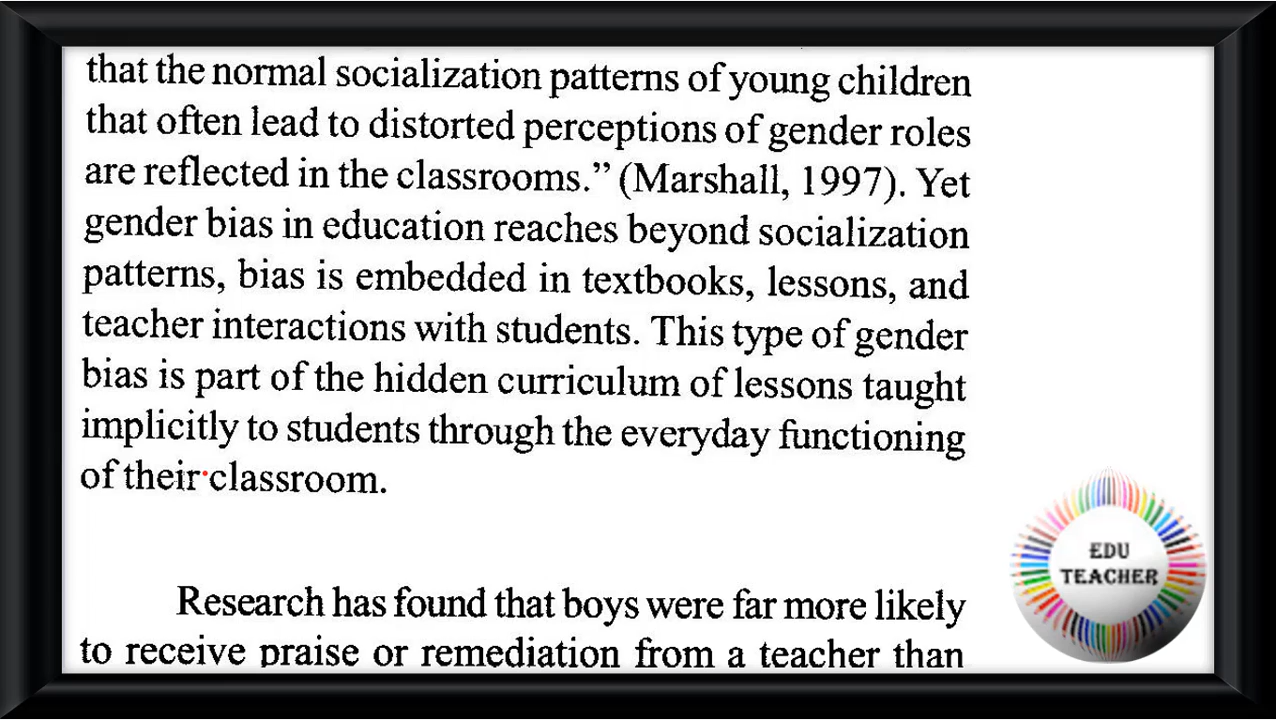 that the normal socialization patterns of young children
that often lead to distorted perceptions of gender roles
are reflected in the classrooms.” (Marshall, 1997). Yet
gender bias in education reaches beyond socialization
patterns, bias is embedded in textbooks, lessons, and
teacher interactions with students. This type of gender
bias is part of the hidden curriculum of lessons taught
implicitly to students through the everyday functioning
of their classroom.
Research has found that boys were far more likely
to receive praise or remediation from a teacher than
EDU
TEACHER